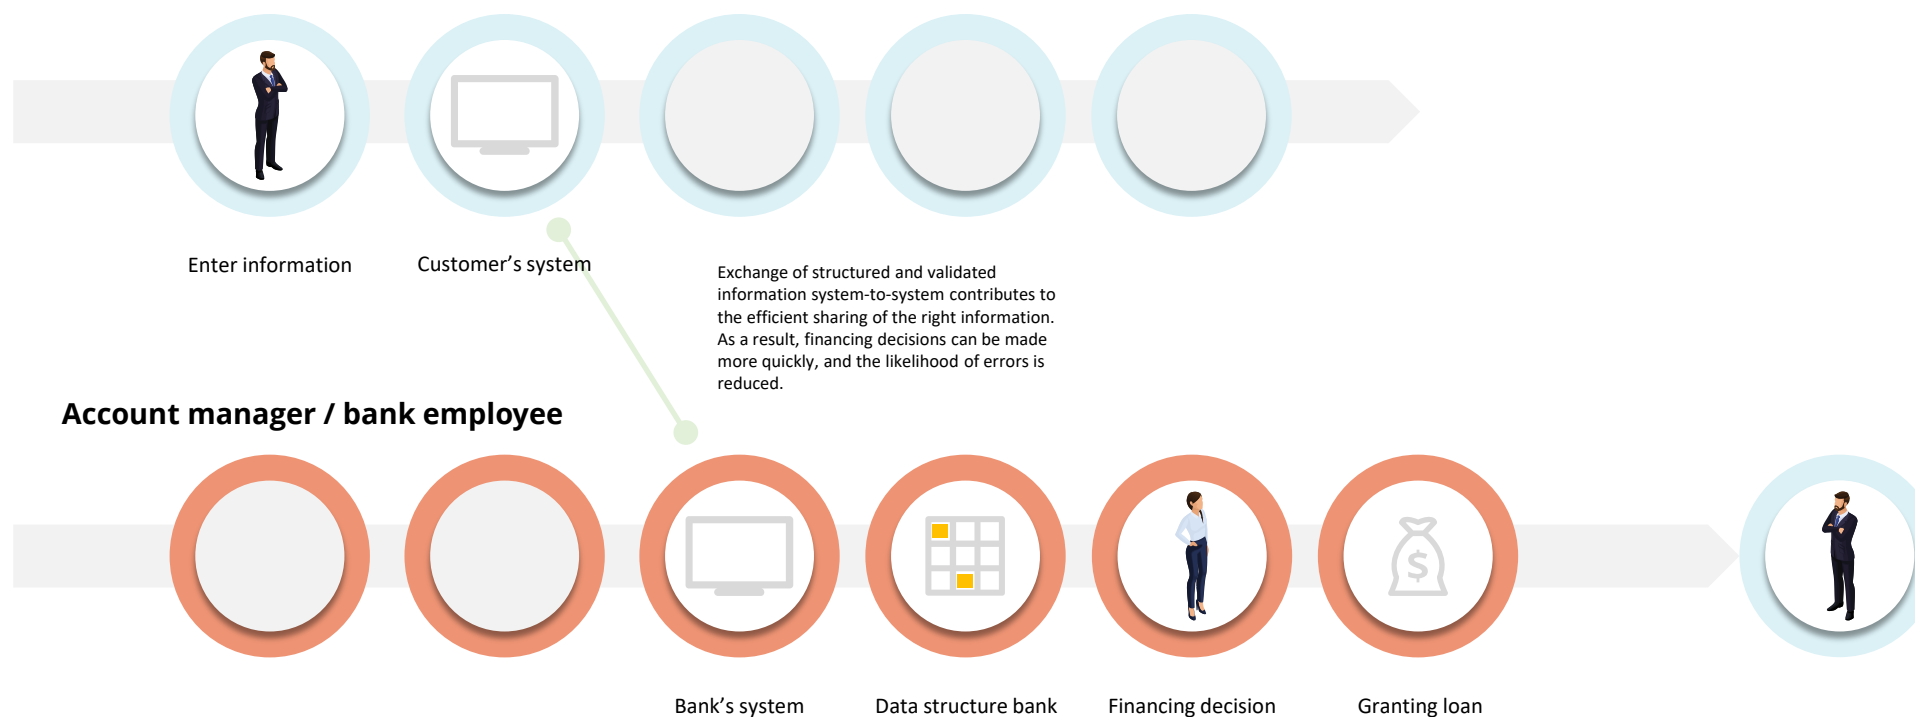 Enter information
Customer's system
Exchange of structured and validated
information system-to-system contributes to
the efficient sharing of the right information.
As a result, financing decisions can be made
more quickly, and the likelihood of errors is
reduced.
Account manager / bank employee
$
Bank's system
Data structure bank
Financing decision
Granting loan